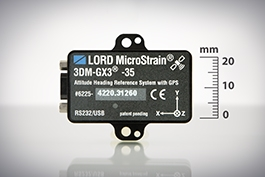 LORD MicroStrain®
3DM-GX3® -35
Attitude Heading Reference System with GPS
#6225- 4220.31260
RS232/USB
patent pending
X
Y
Z
mm
20
10
0